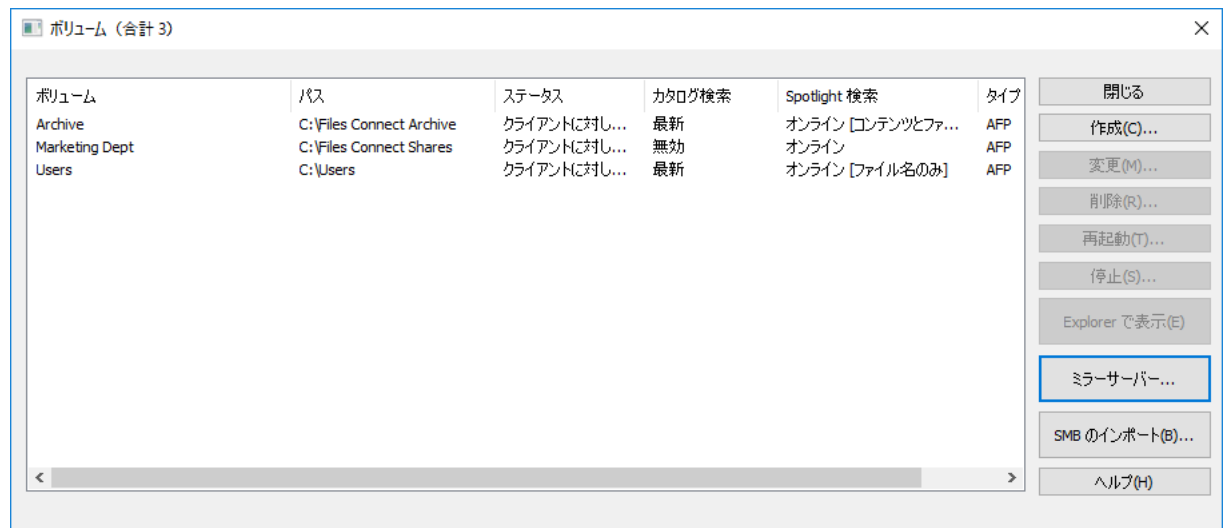 ボリューム (合計 3)
ボリューム パス ステータス カタログ検索 Spotlight 検索 タイプ
Archive C:\Files Connect Archive クライアントに対し... 最新 オンライン [コンテンツとファ... AFP
Marketing Dept C:\Files Connect Shares クライアントに対し... 無効 オンライン AFP
Users C:\Users クライアントに対し... 最新 オンライン [ファイル名のみ] AFP
閉じる
作成(C)...
変更(M)...
削除(R)...
再起動(T)...
停止(S)...
Explorer で表示(E)
ミラーサーバー...
SMB のインポート(B)...
ヘルプ(H)